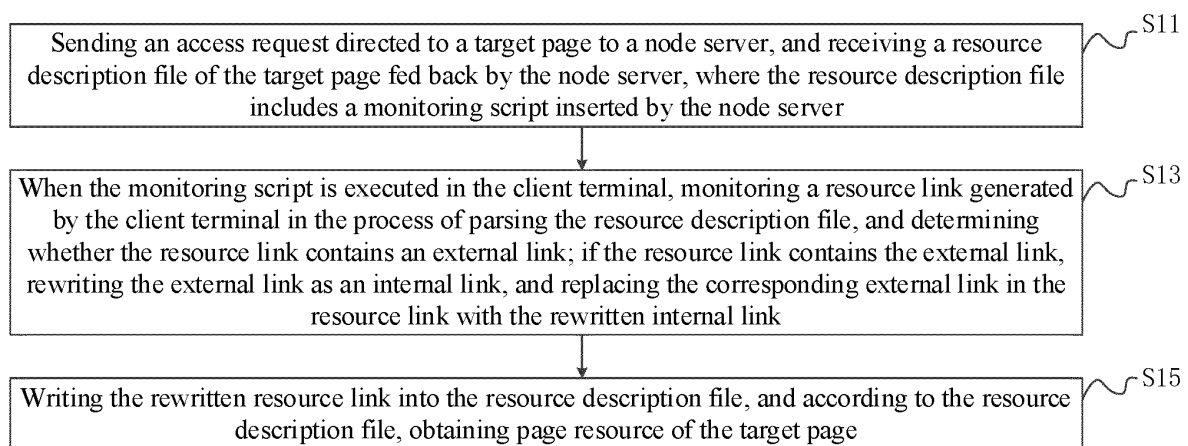 Sending an access request directed to a target page to a node server, and receiving a resource
description file of the target page fed back by the node server, where the resource description file
includes a monitoring script inserted by the node server
S11
When the monitoring script is executed in the client terminal, monitoring a resource link generated
by the client terminal in the process of parsing the resource description file, and determining
whether the resource link contains an external link; if the resource link contains the external link,
rewriting the external link as an internal link, and replacing the corresponding external link in the
resource link with the rewritten internal link
S13
Writing the rewritten resource link into the resource description file, and according to the resource
description file, obtaining page resource of the target page
S15